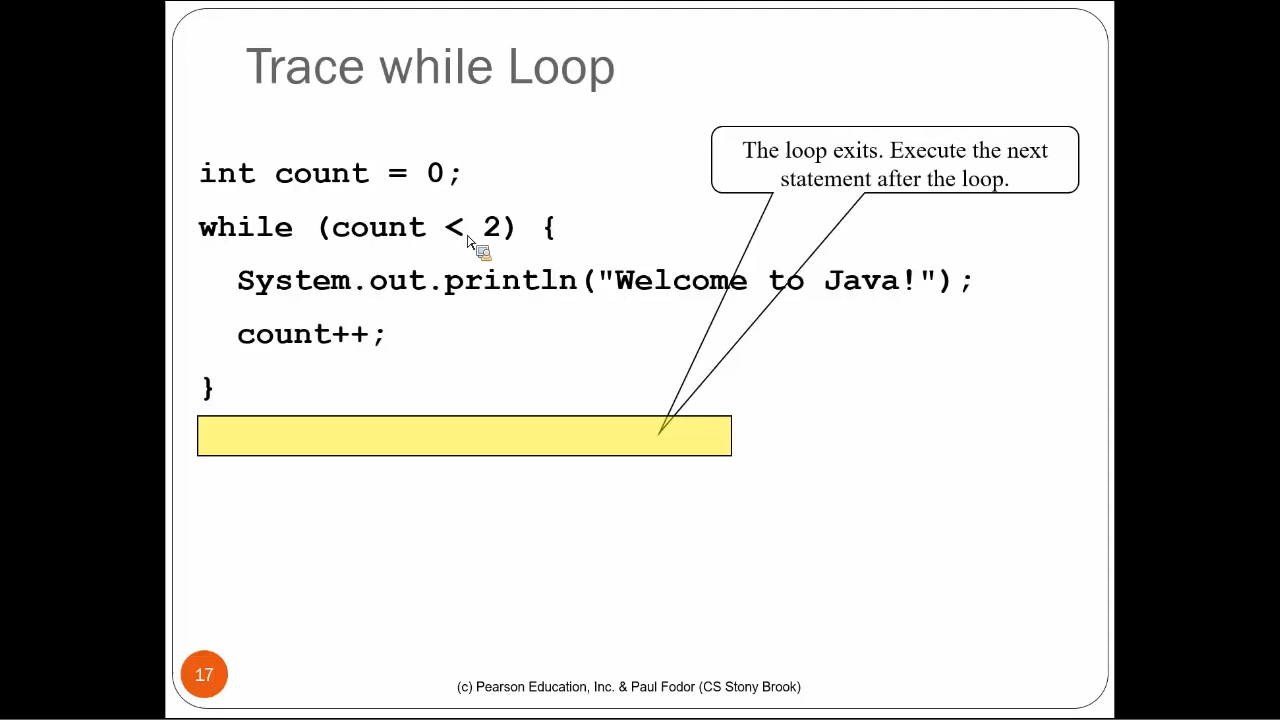 Trace while Loop
The loop exits. Execute the next
statement after the loop.
int count = 0;
while (count < 2) {
System.out.println("Welcome to Java!");
count++;
}
17
(c) Pearson Education, Inc. & Paul Fodor (CS Stony Brook)